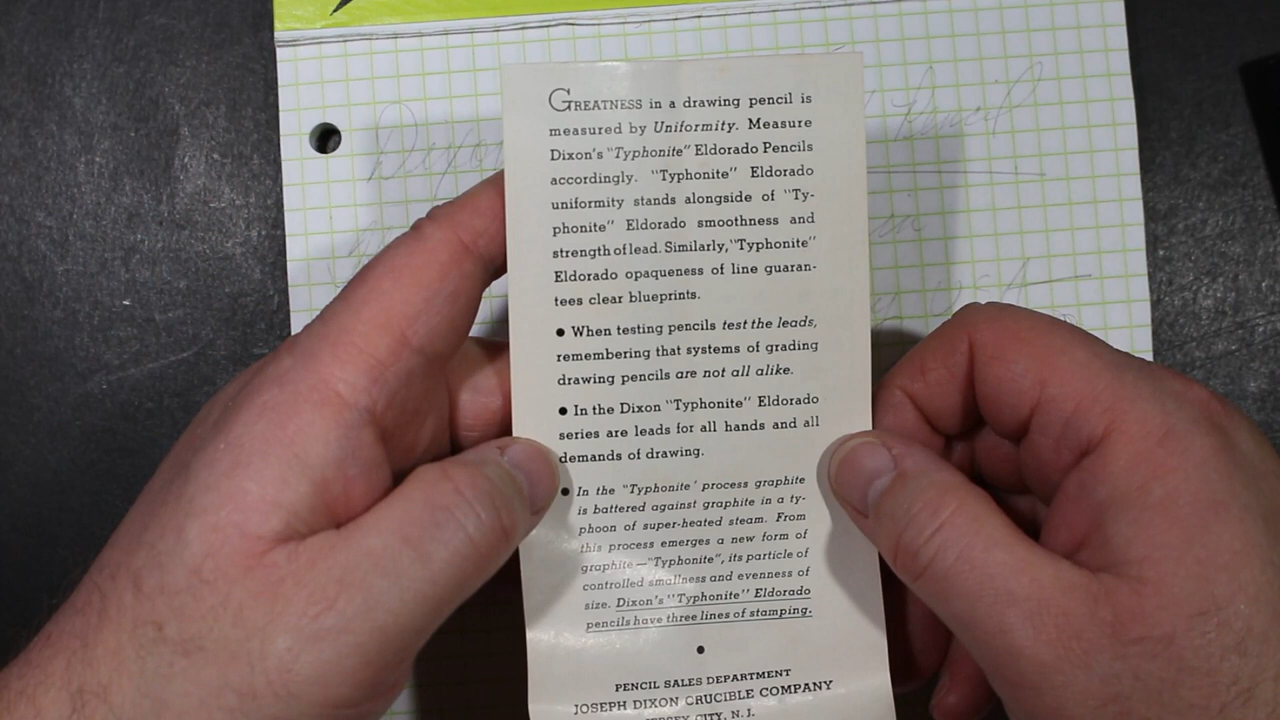 Dixon
Pencil
USA
GREATNESS in a drawing pencil is
measured by Uniformity. Measure
Dixon's "Typhonite" Eldorado Pencils
accordingly. "Typhonite" Eldorado
uniformity stands alongside of "Ty-
phonite" Eldorado smoothness and
strength of lead. Similarly, "Typhonite"
Eldorado opaqueness of line guaran-
tees clear blueprints.
● When testing pencils test the leads,
remembering that systems of grading
drawing pencils are not all alike.
● In the Dixon "Typhonite" Eldorado
series are leads for all hands and all
demands of drawing.
● In the "Typhonite' process graphite
is battered against graphite in a ty-
phoon of super-heated steam. From
this process emerges a new form of
graphite—"Typhonite", its particle of
controlled smallness and evenness of
size. Dixon's "Typhonite" Eldorado
pencils have three lines of stamping.
●
PENCIL SALES DEPARTMENT
JOSEPH DIXON CRUCIBLE COMPANY
JERSEY CITY, N. J.